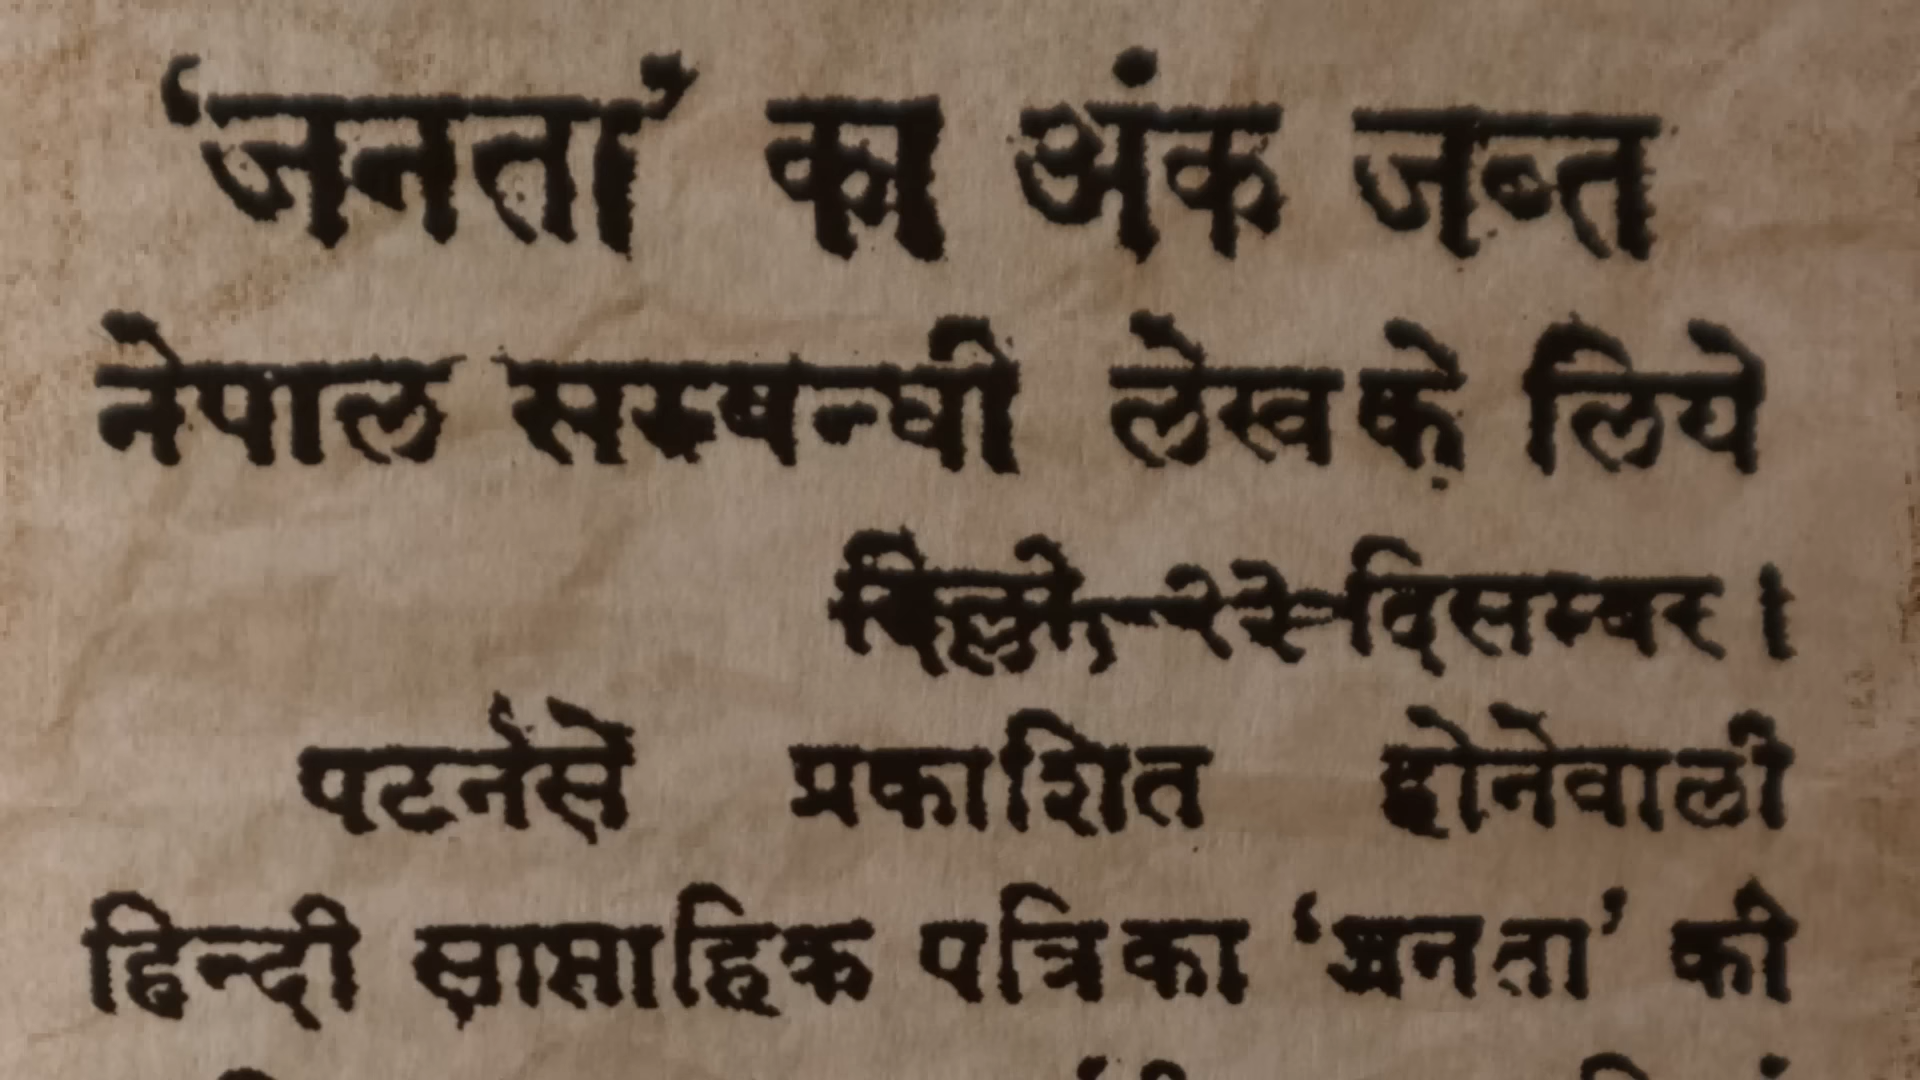 ‘जनता’ का अंक जब्त
नेपाल सम्बन्धी लेख के लिये
दिसम्बर ।
पटनेसे प्रकाशित होनेवाली
हिन्दी साप्ताहिक पत्रिका ‘जनता’ की